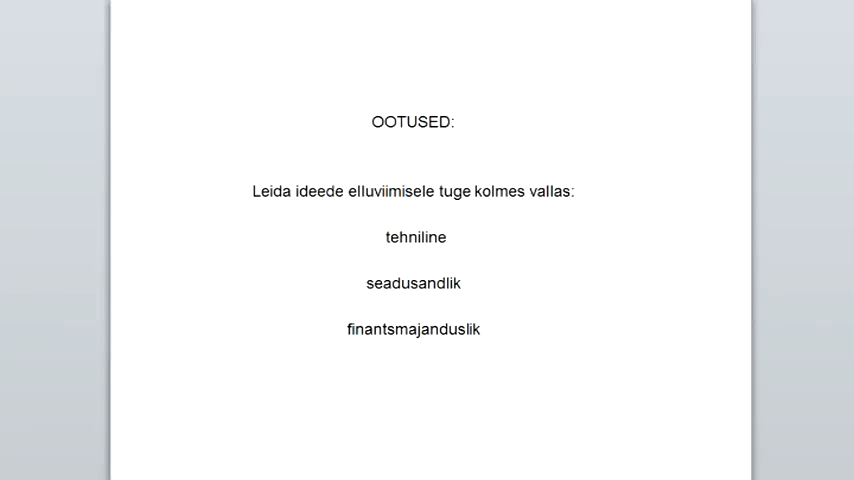 OOTUSED:
Leida ideede elluviimisele tuge kolmes vallas:
tehniline
seadusandlik
finantsmajanduslik